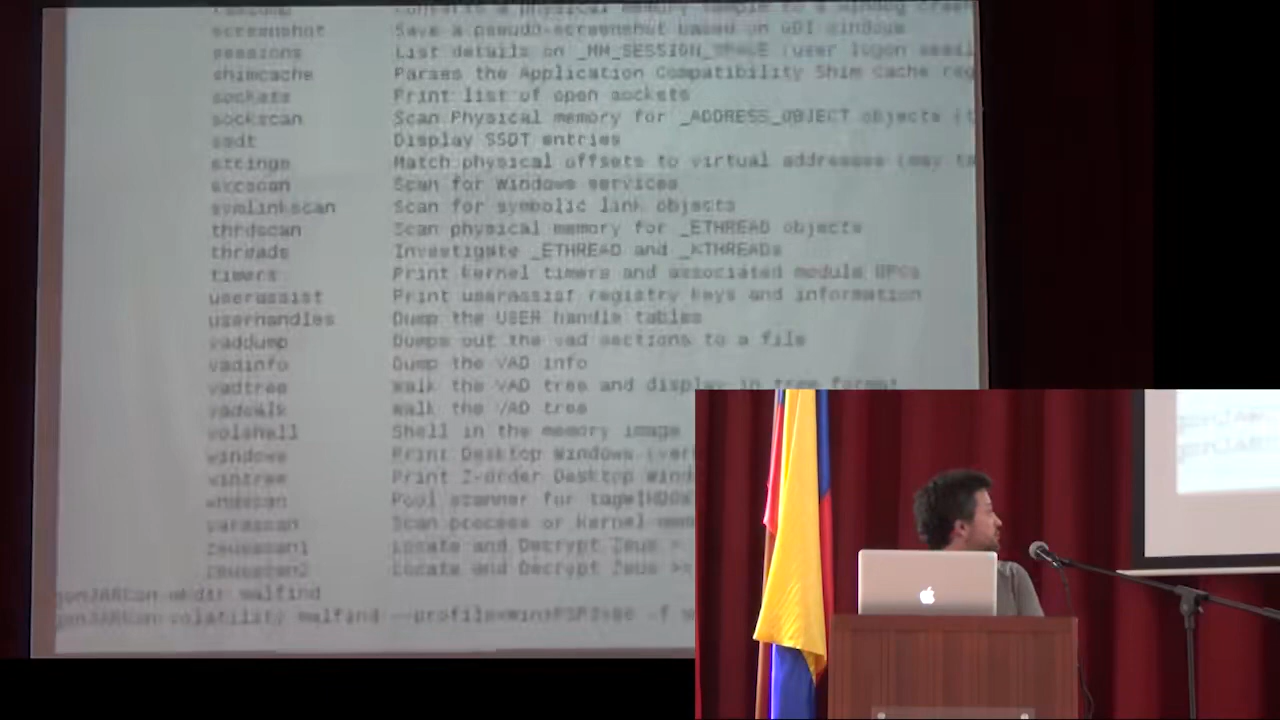 screenshot Save a pseudo-screenshot based on GDI windows
sessions List details on _MM_SESSION_SPACE (user logon sessi
shimcache Parses the Application Compatibility Shim Cache reg
sockets Print list of open sockets
sockscan Scan Physical memory for _ADDRESS_OBJECT objects (t
ssdt Display SSDT entries
strings Match physical offsets to virtual addresses (may ta
svcscan Scan for Windows services
symlinkscan Scan for symbolic link objects
thrdscan Scan physical memory for _ETHREAD objects
threads Investigate _ETHREAD and _KTHREADs
timers Print kernel timers and associated module DPCs
userassist Print userassist registry keys and information
userhandles Dump the USER handle tables
vaddump Dumps out the vad sections to a file
vadinfo Dump the VAD info
vadtree Walk the VAD tree and display in tree format
vadwalk Walk the VAD tree
volshell Shell in the memory image
windows Print Desktop Windows
wintree Print Z-order Desktop
wndscan Pool scanner for
yarascan Scan process or kernel
zeusscan1 Locate and Decrypt Zeus >
zeusscan2 Locate and Decrypt Zeus >=
mkdir malfind
volatility malfind -f